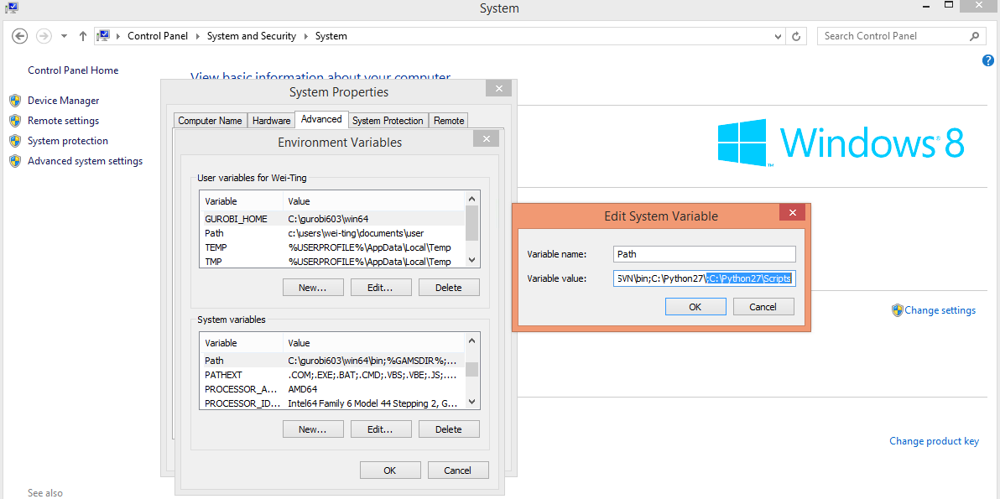 System
Control Panel System and Security System
Search Control Panel
Control Panel Home
Device Manager
Remote settings
System protection
Advanced system settings
See also
View basic information about your computer
Windows 8
Change settings
Change product key
System Properties
Computer Name Hardware Advanced System Protection Remote
Environment Variables
User variables for Wei-Ting
Variable Value
GUROBI_HOME C:\gurobi603\win64
Path c:\users\wei-ting\documents\user
TEMP %USERPROFILE%\AppData\Local\Temp
TMP %USERPROFILE%\AppData\Local\Temp
New... Edit... Delete
System variables
Variable Value
Path C:\gurobi603\win64\bin;%GAMSDIR%;...
PATHEXT .COM;.EXE;.BAT;.CMD;.VBS;.VBE;.JS;....
PROCESSOR_A... AMD64
PROCESSOR_ID... Intel64 Family 6 Model 44 Stepping 2, G...
New... Edit... Delete
OK Cancel
Edit System Variable
Variable name: Path
Variable value: SVN\bin;C:\Python27\;C:\Python27\Scripts
OK Cancel